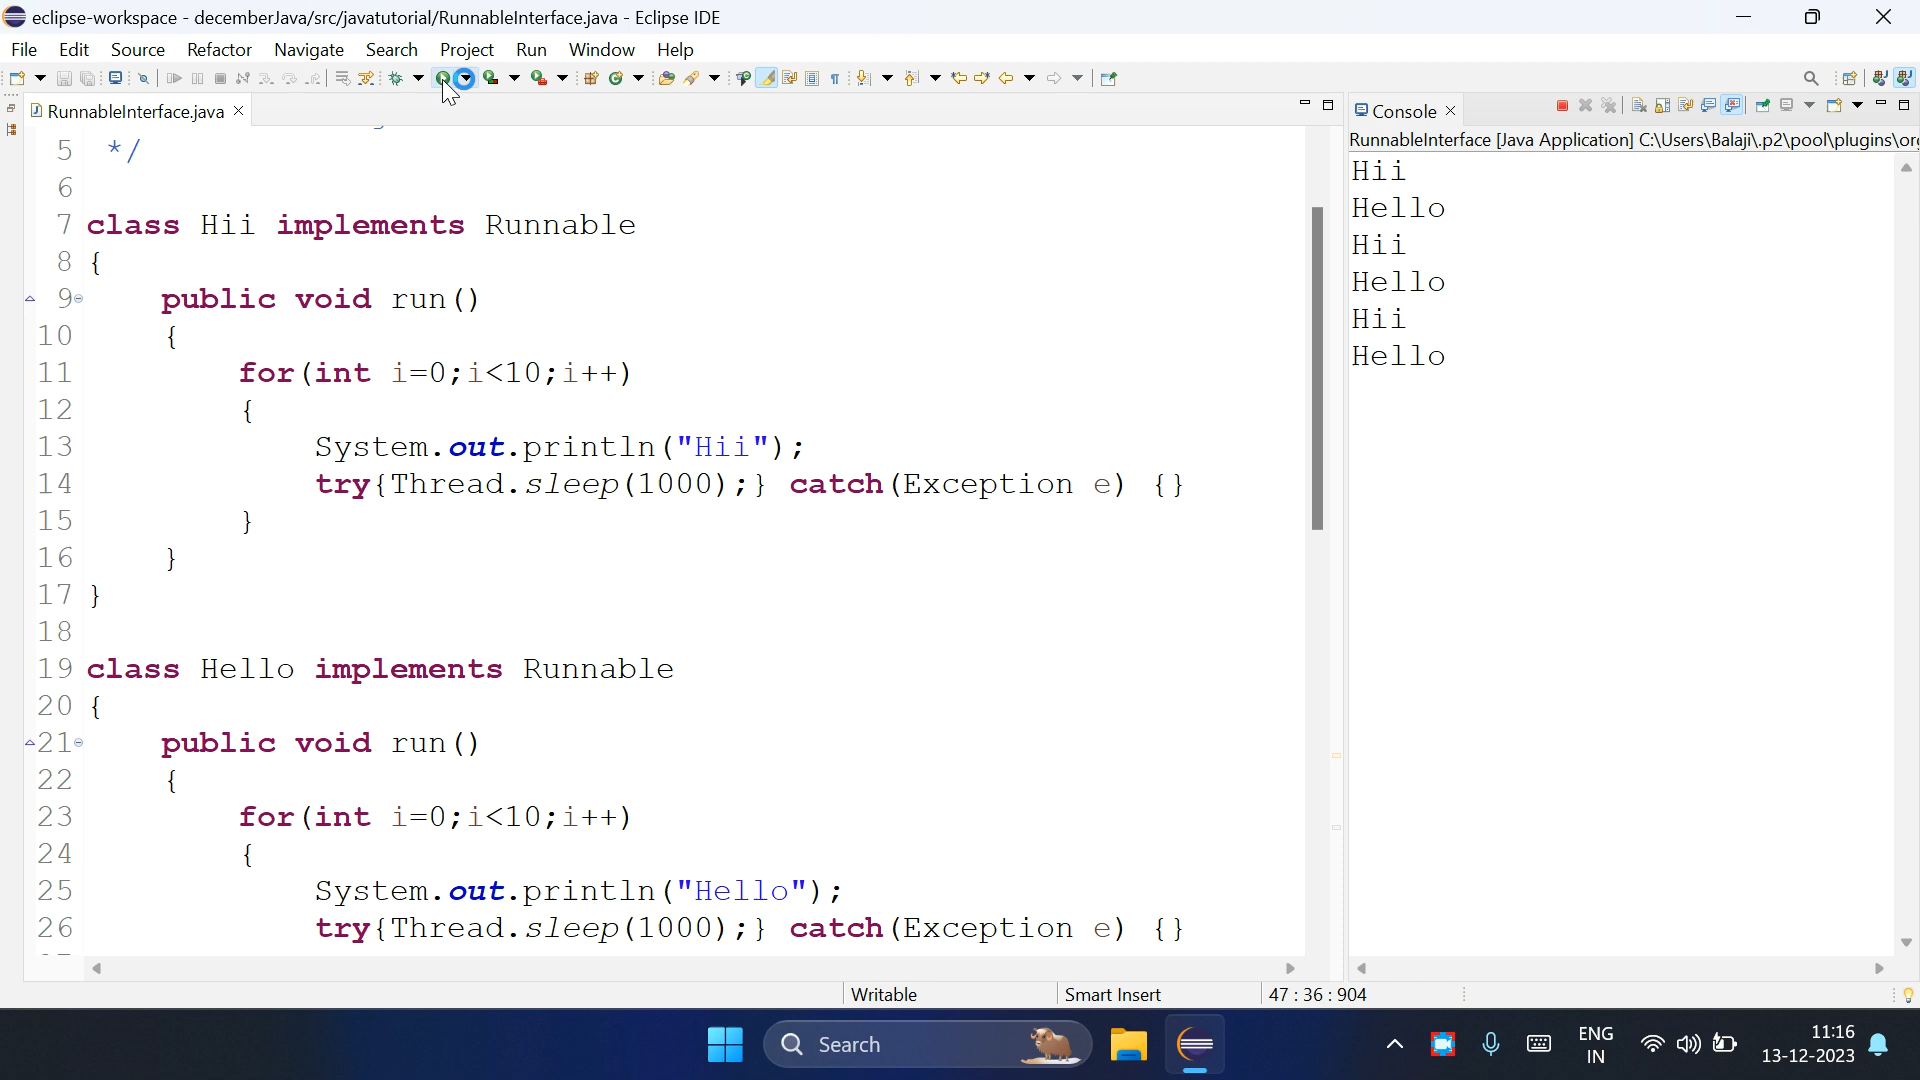 eclipse-workspace - decemberJava/src/javatutorial/RunnableInterface.java - Eclipse IDE
File Edit Source Refactor Navigate Search Project Run Window Help
RunnableInterface.java
Console
RunnableInterface [Java Application] C:\Users\Balaji\.p2\pool\plugins\or
5 */
6
7 class Hii implements Runnable
8 {
9 public void run()
10 {
11 for(int i=0;i<10;i++)
12 {
13 System.out.println("Hii");
14 try{Thread.sleep(1000);} catch(Exception e) {}
15 }
16 }
17 }
18
19 class Hello implements Runnable
20 {
21 public void run()
22 {
23 for(int i=0;i<10;i++)
24 {
25 System.out.println("Hello");
26 try{Thread.sleep(1000);} catch(Exception e) {}
Hii
Hello
Hii
Hello
Hii
Hello
Writable Smart Insert 47 : 36 : 904
Search
ENG
IN
11:16
13-12-2023